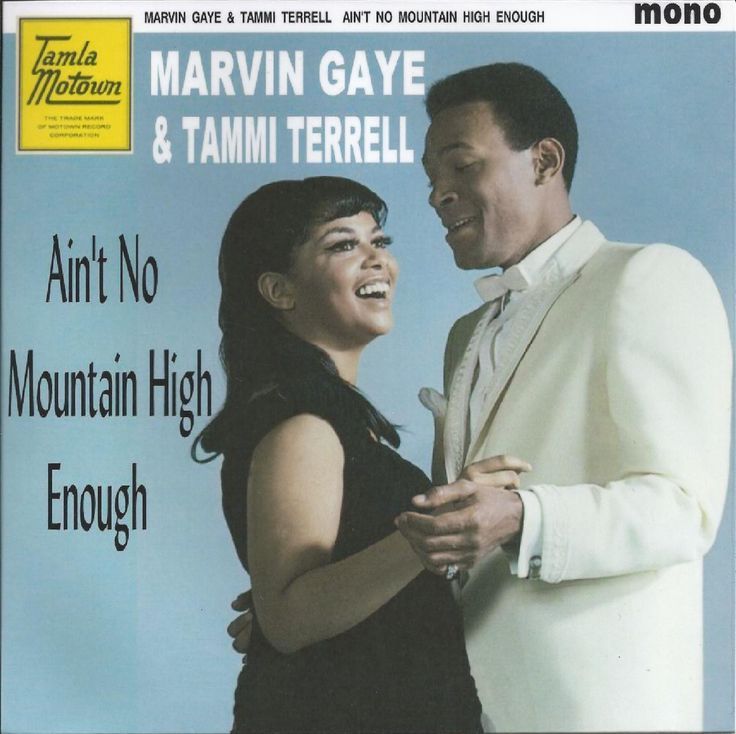 MARVIN GAYE & TAMMI TERRELL AIN'T NO MOUNTAIN HIGH ENOUGH
mono
Tamla
Motown
THE TRADE MARK
OF MOTOWN RECORD
CORPORATION
MARVIN GAYE
& TAMMI TERRELL
Ain't No
Mountain High
Enough